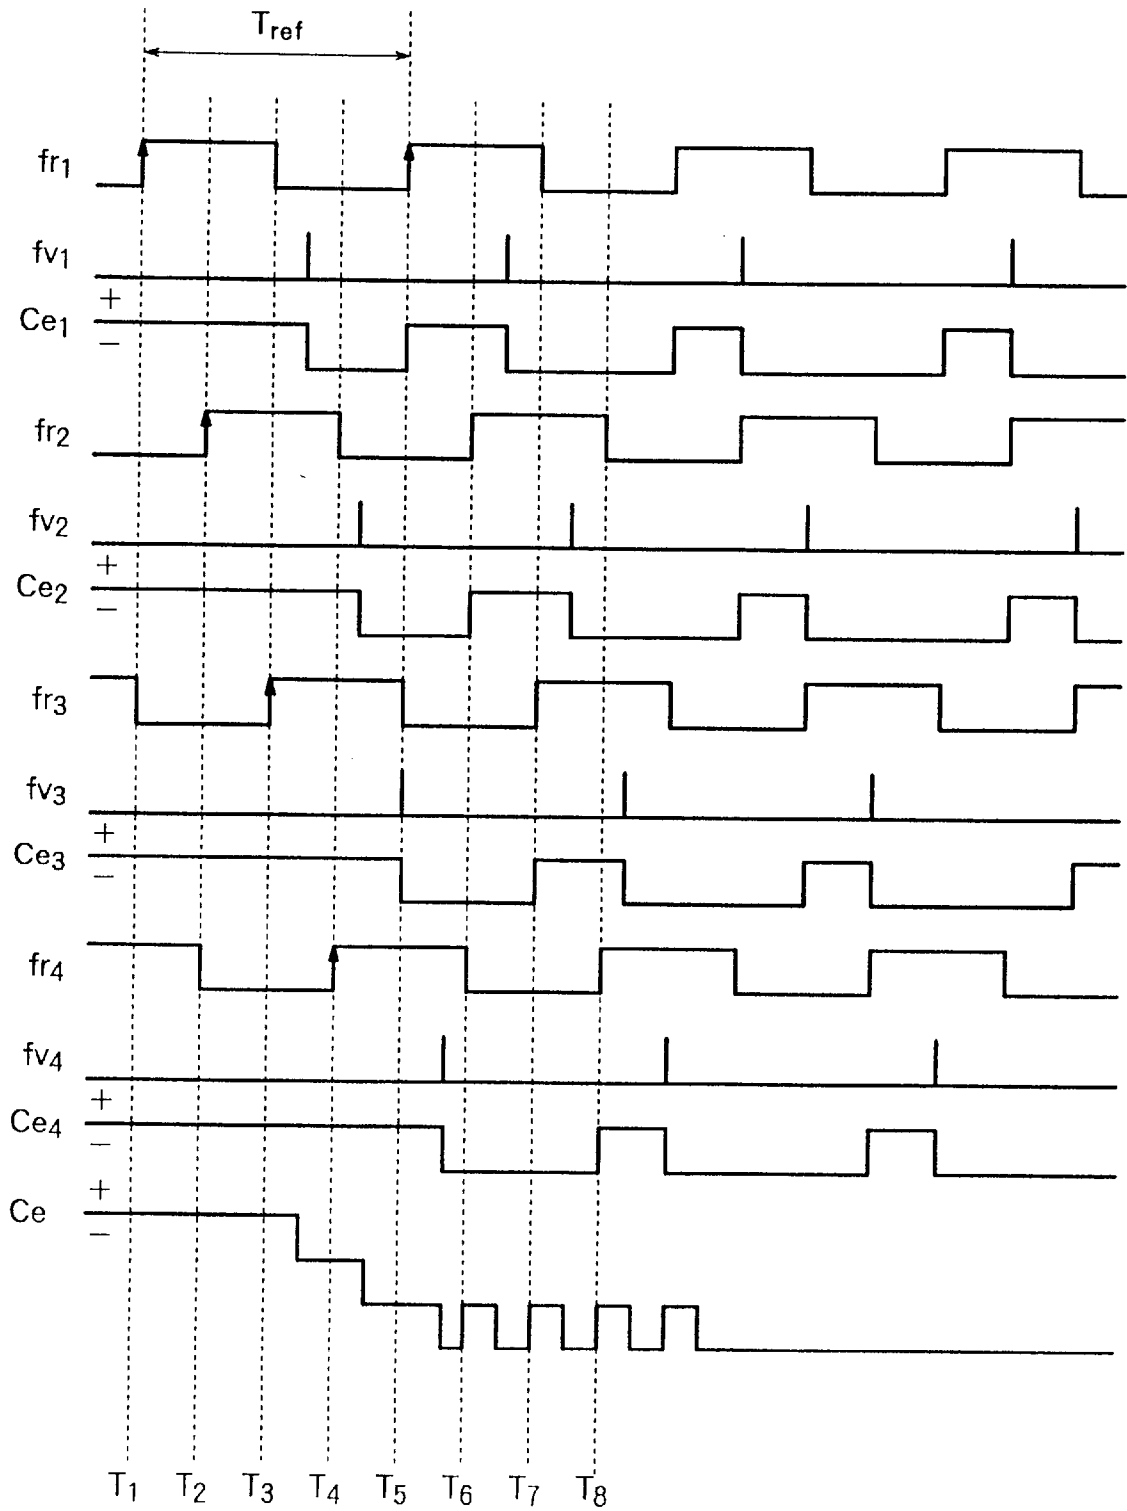 Tref
fr1
fv1
+
Ce1
−
fr2
fv2
+
Ce2
−
fr3
fv3
+
Ce3
−
fr4
fv4
+
Ce4
−
+
Ce
−
T1 T2 T3 T4 T5 T6 T7 T8